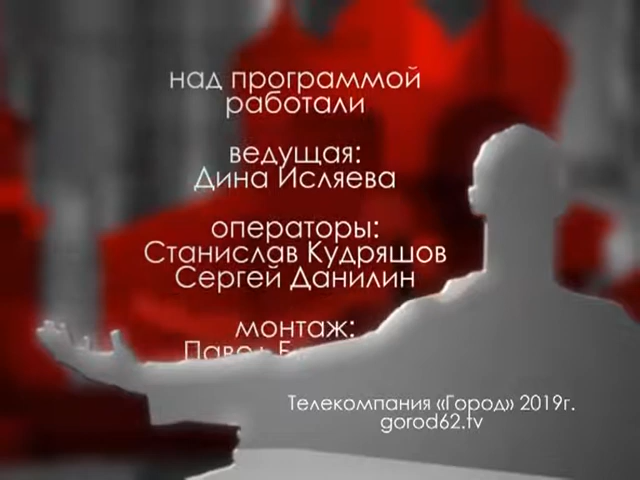 над программой
работали
ведущая:
Дина Исляева
операторы:
Станислав Кудряшов
Сергей Данилин
монтаж:
Телекомпания «Город» 2019г.
gorod62.tv